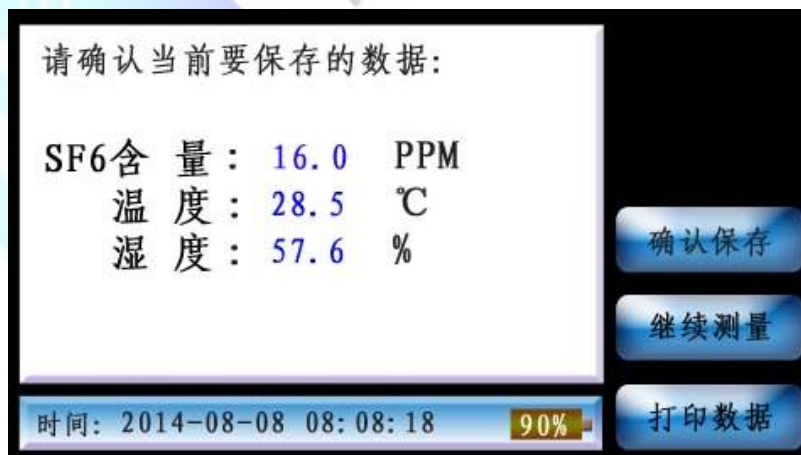 请确认当前要保存的数据:
SF6含 量: 16.0 PPM
温 度: 28.5 ℃
湿 度: 57.6 %
确认保存
继续测量
打印数据
时间: 2014-08-08 08:08:18 90%